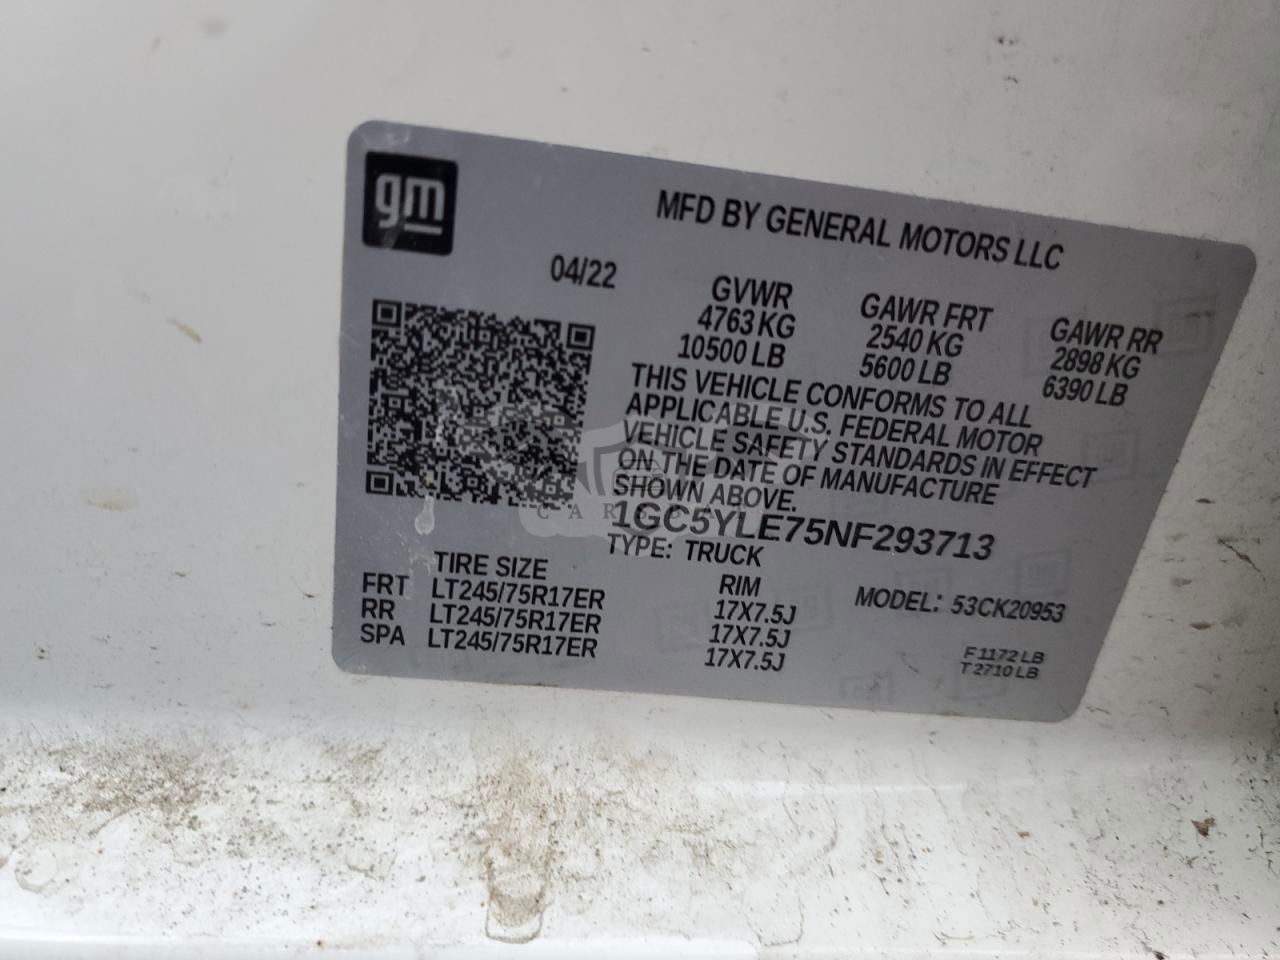 gm
MFD BY GENERAL MOTORS LLC
04/22
GVWR
4763 KG
10500 LB
GAWR FRT
2540 KG
5600 LB
GAWR RR
2898 KG
6390 LB
THIS VEHICLE CONFORMS TO ALL
APPLICABLE U.S. FEDERAL MOTOR
VEHICLE SAFETY STANDARDS IN EFFECT
ON THE DATE OF MANUFACTURE
SHOWN ABOVE.
1GC5YLE75NF293713
TYPE: TRUCK
TIRE SIZE
RIM
MODEL: 53CK20953
FRT LT245/75R17ER 17X7.5J
RR LT245/75R17ER 17X7.5J
SPA LT245/75R17ER 17X7.5J
F 1172 LB
T 2710 LB